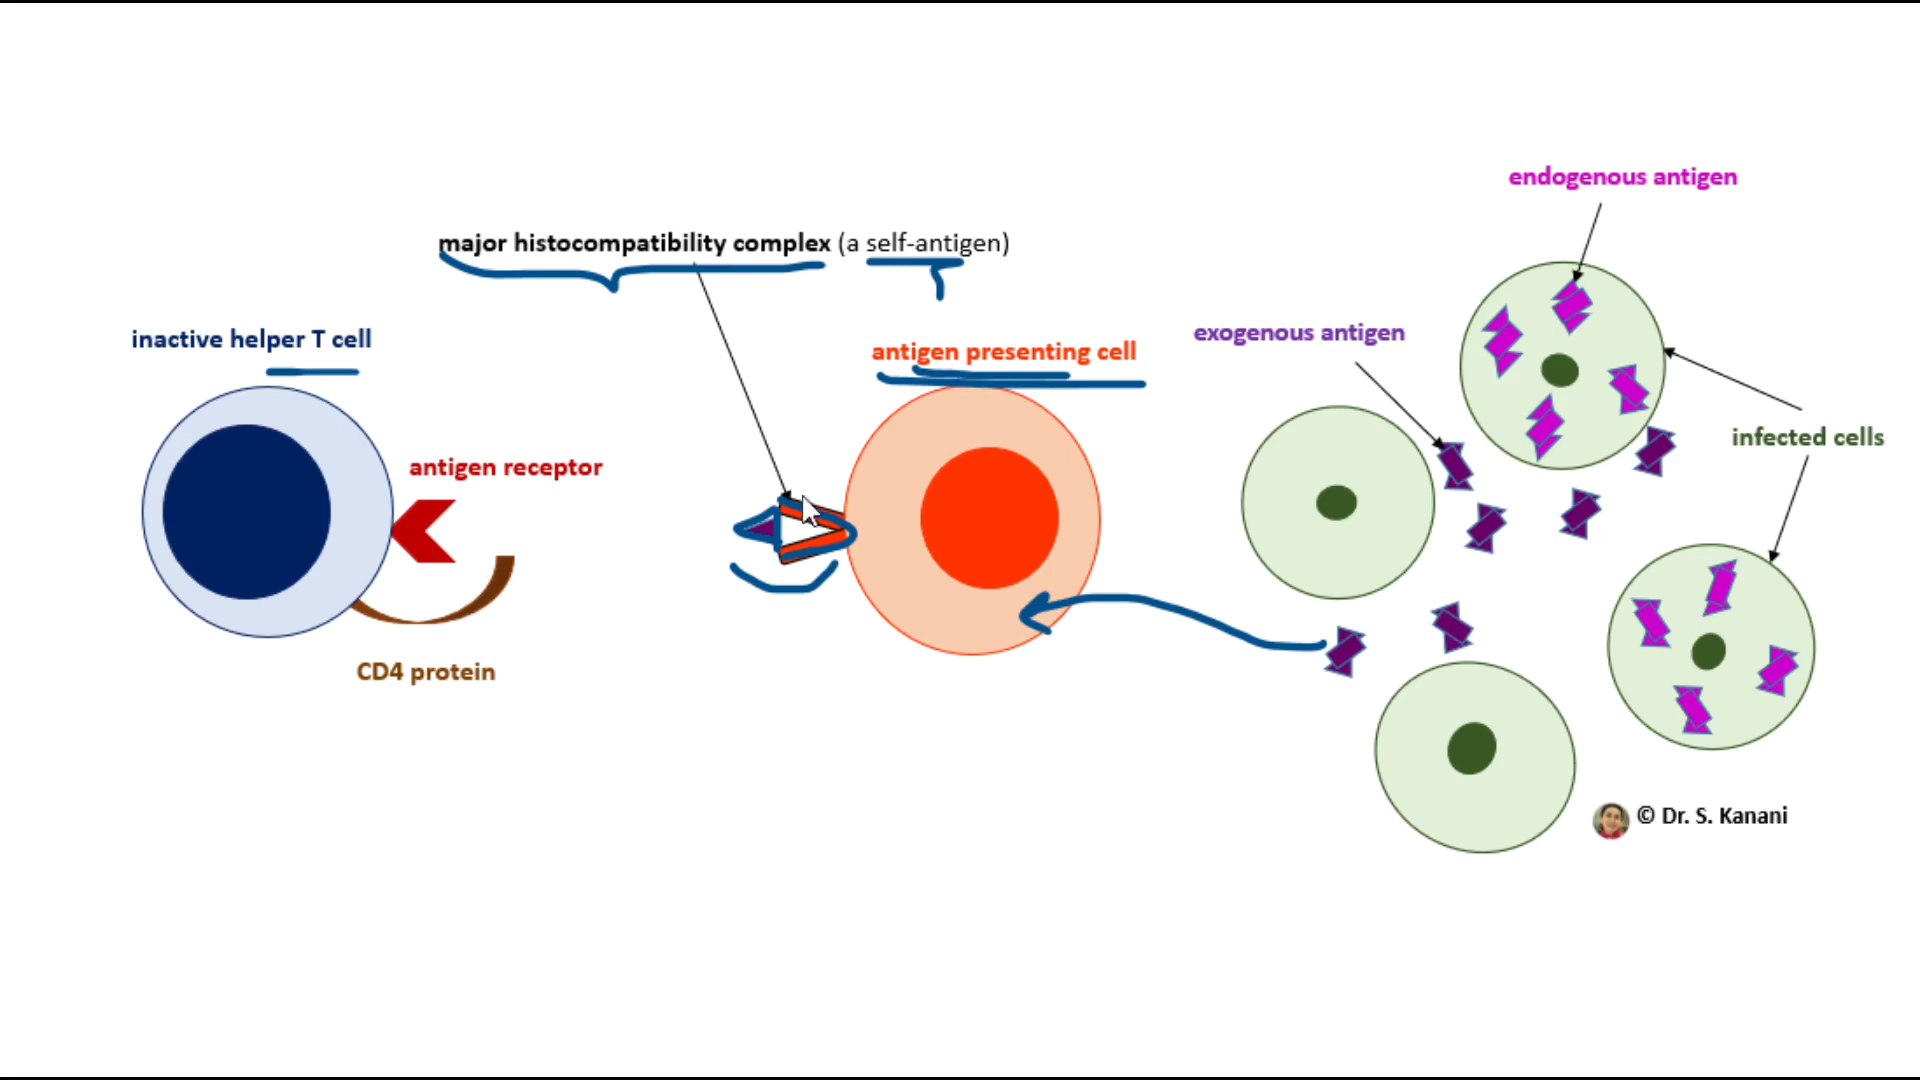 endogenous antigen
major histocompatibility complex (a self-antigen)
inactive helper T cell
exogenous antigen
antigen presenting cell
infected cells
antigen receptor
CD4 protein
© Dr. S. Kanani